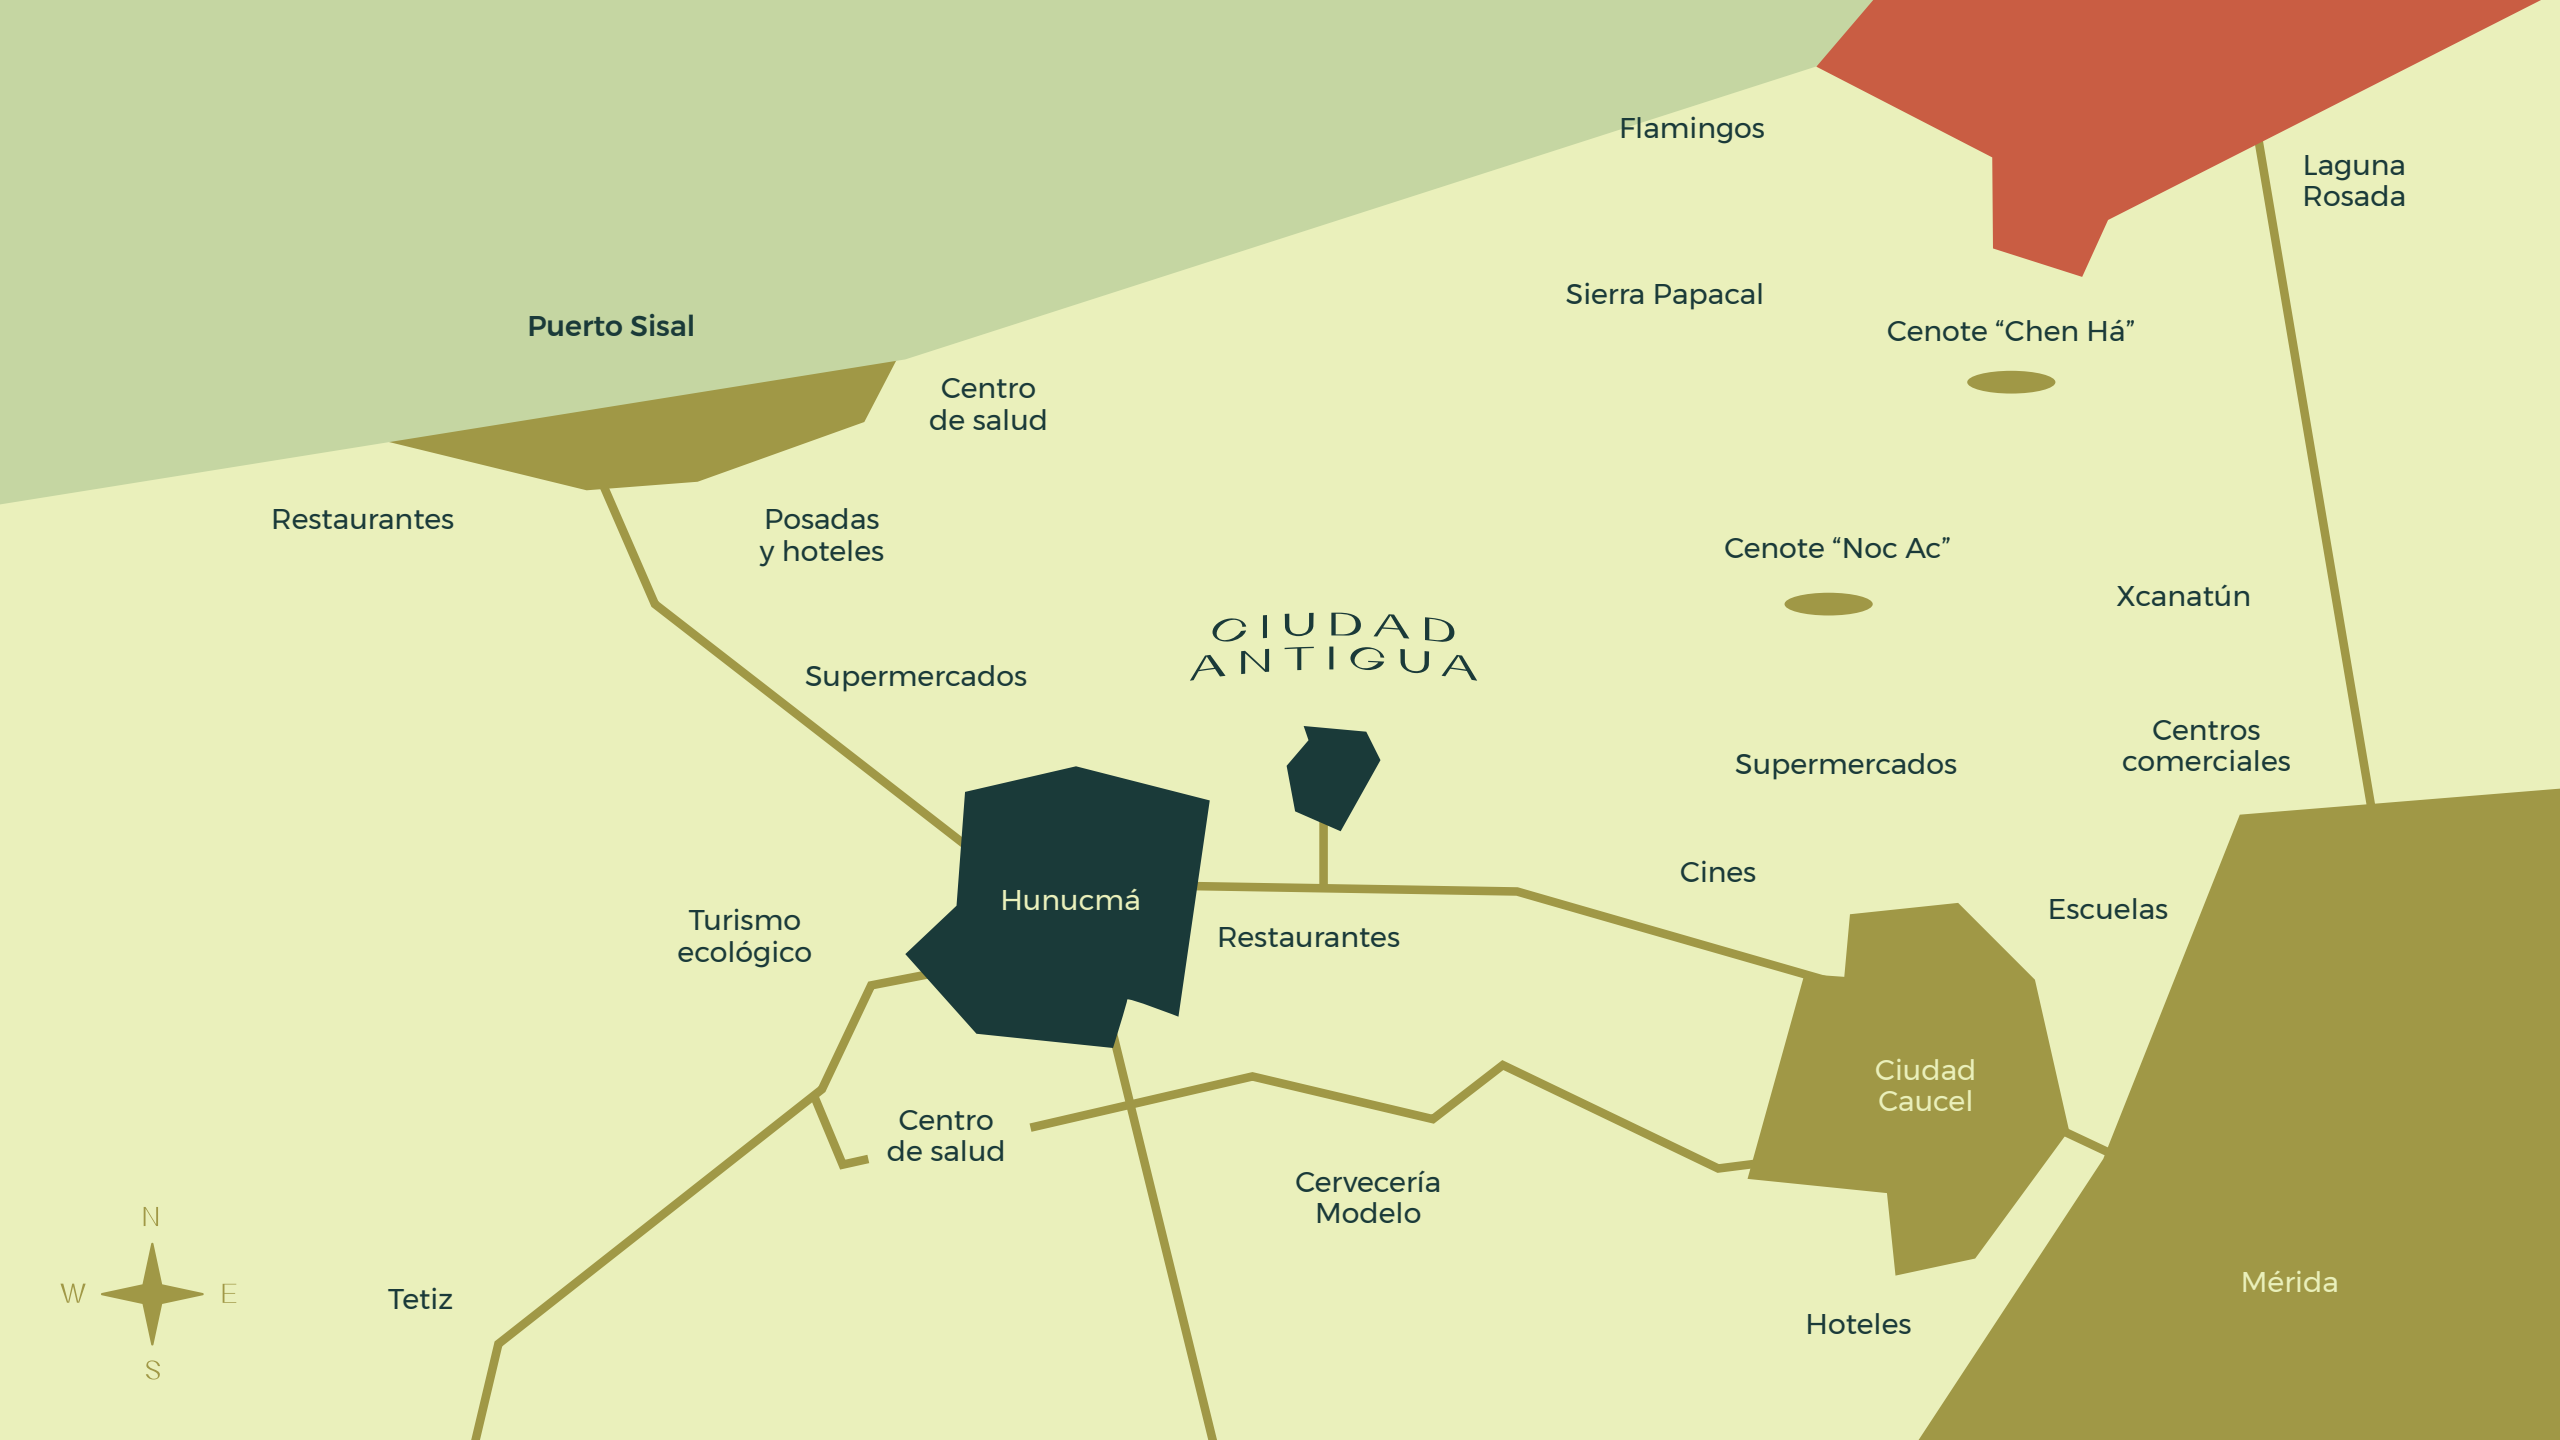 Flamingos
Laguna
Rosada
Sierra Papacal
Puerto Sisal
Cenote “Chen Há”
Centro
de salud
Restaurantes
Posadas
y hoteles
Cenote “Noc Ac”
Xcanatún
CIUDAD
ANTIGUA
Supermercados
Centros
comerciales
Supermercados
Cines
Hunucmá
Escuelas
Turismo
ecológico
Restaurantes
Ciudad
Caucel
Centro
de salud
Cervecería
Modelo
N
W E
S
Tetiz
Mérida
Hoteles